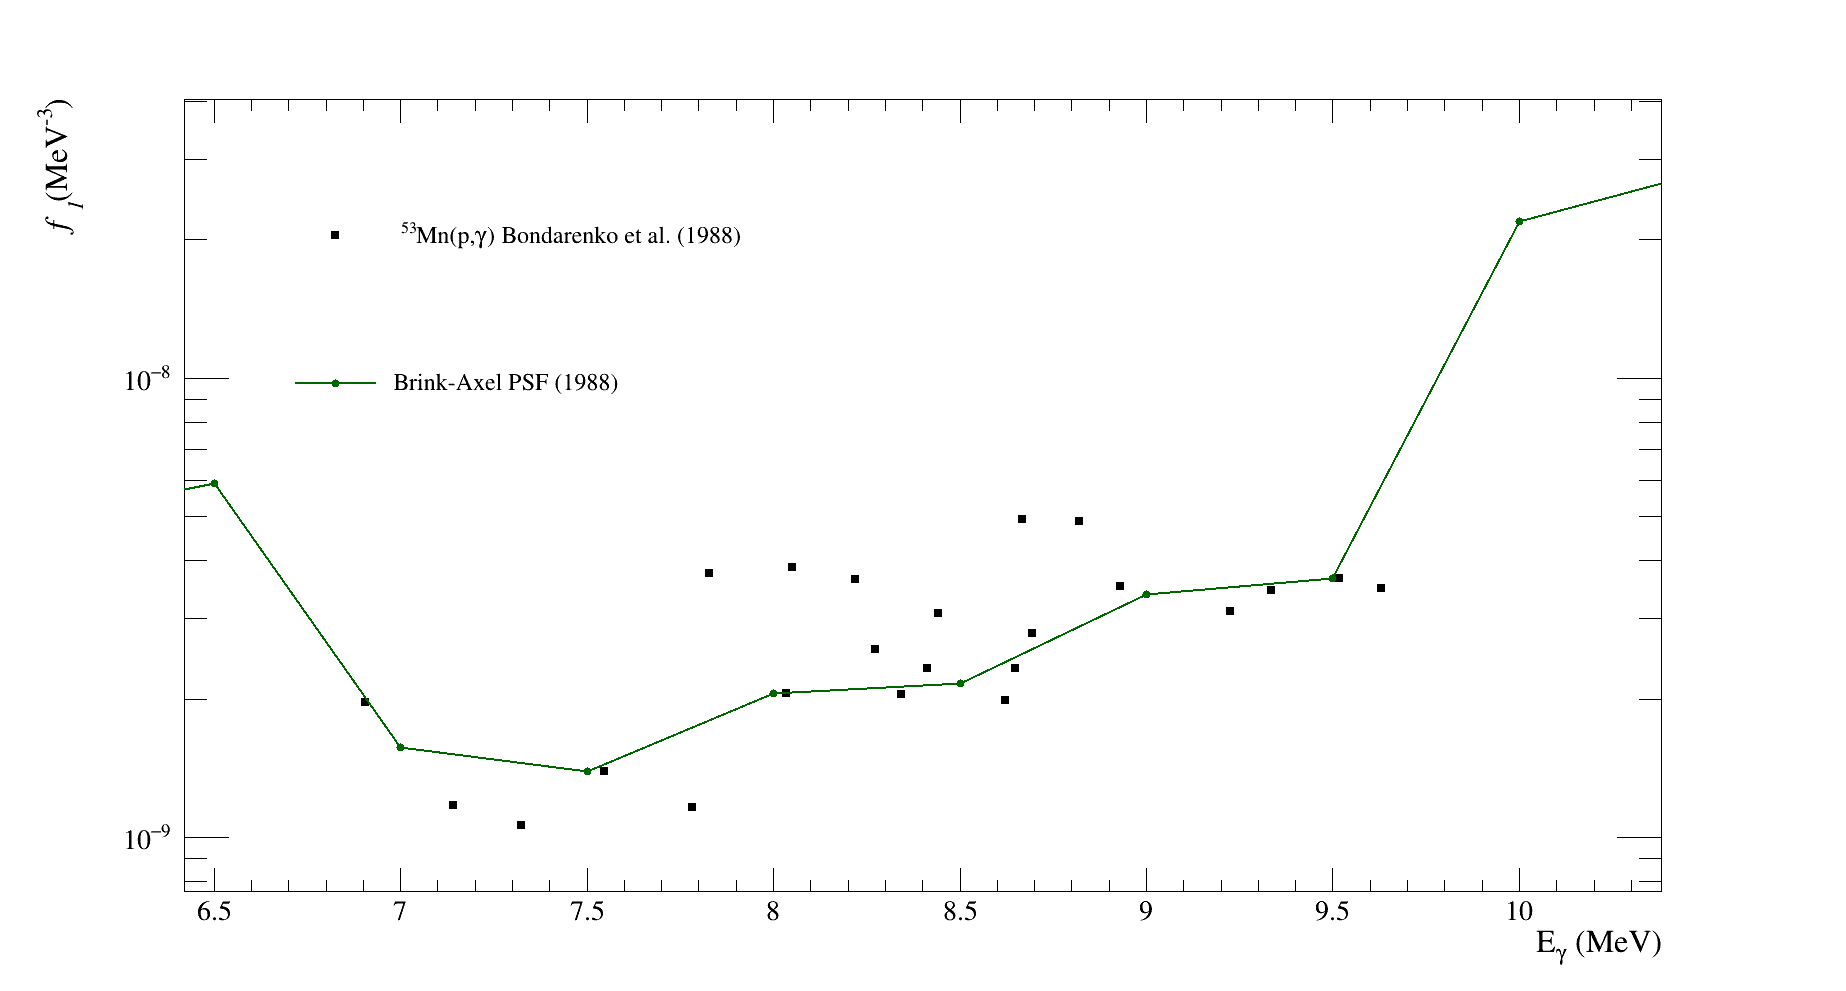 f₁(MeV⁻³)
⁵³Mn(p,γ) Bondarenko et al. (1988)
Brink-Axel PSF (1988)
10⁻⁸
10⁻⁹
6.5 7 7.5 8 8.5 9 9.5 10
Eᵧ (MeV)